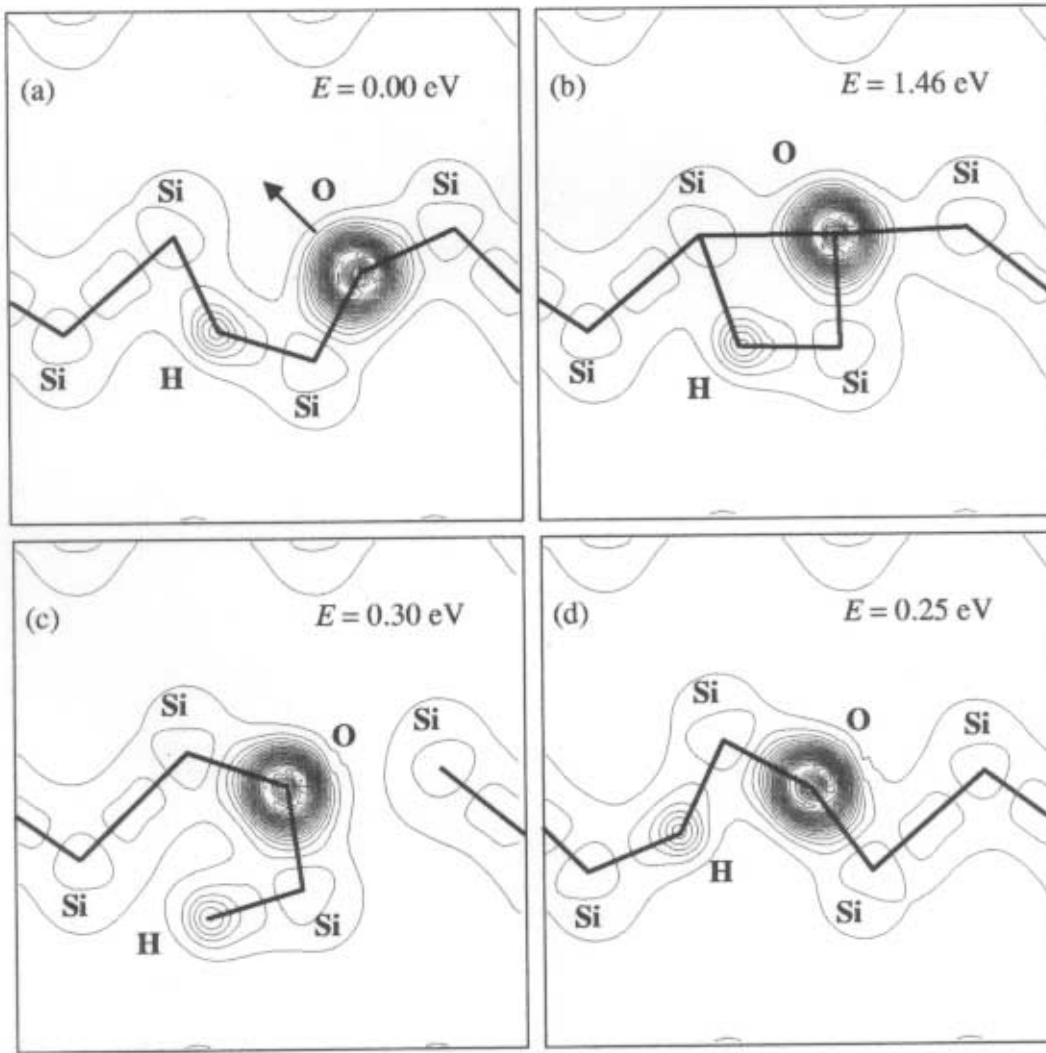 (a) E = 0.00 eV
O
Si Si
H
Si Si
(b) E = 1.46 eV
O
Si Si
H
Si Si
(c) E = 0.30 eV
Si Si
O
Si Si
H
(d) E = 0.25 eV
Si O Si
H
Si Si